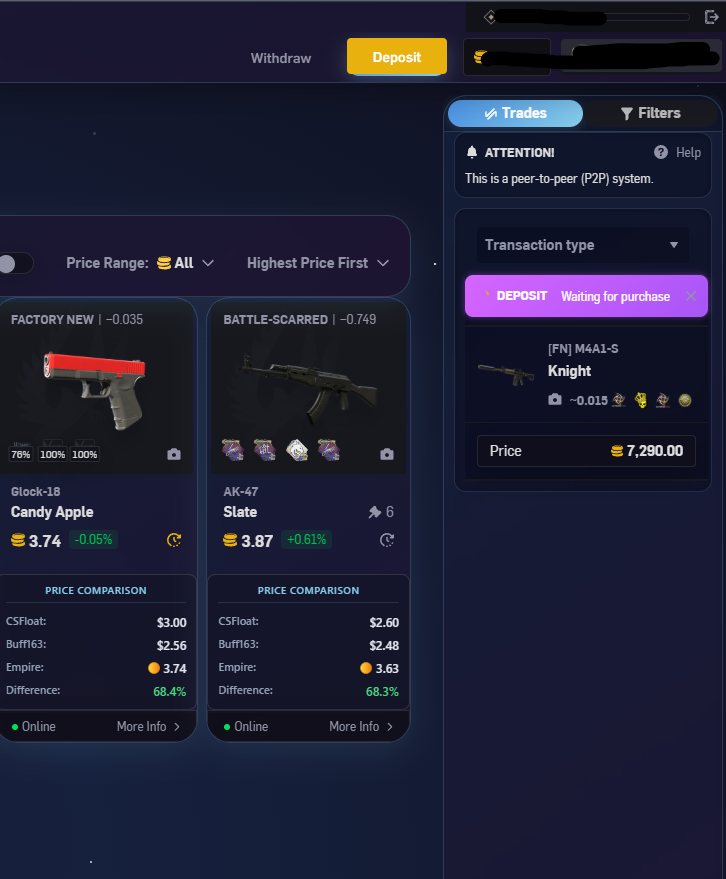 Withdraw
Deposit
Trades
Filters
ATTENTION!
Help
This is a peer-to-peer (P2P) system.
Transaction type
DEPOSIT Waiting for purchase
[FN] M4A1-S
Knight
~0.015
Price 7,290.00
Price Range: All
Highest Price First
FACTORY NEW | ~0.035
76% 100% 100%
Glock-18
Candy Apple
3.74 -0.05%
PRICE COMPARISON
CSFloat: $3.00
Buff163: $2.56
Empire: 3.74
Difference: 68.4%
Online More Info
BATTLE-SCARRED | ~0.749
AK-47
Slate 6
3.87 +0.61%
PRICE COMPARISON
CSFloat: $2.60
Buff163: $2.48
Empire: 3.63
Difference: 68.3%
Online More Info